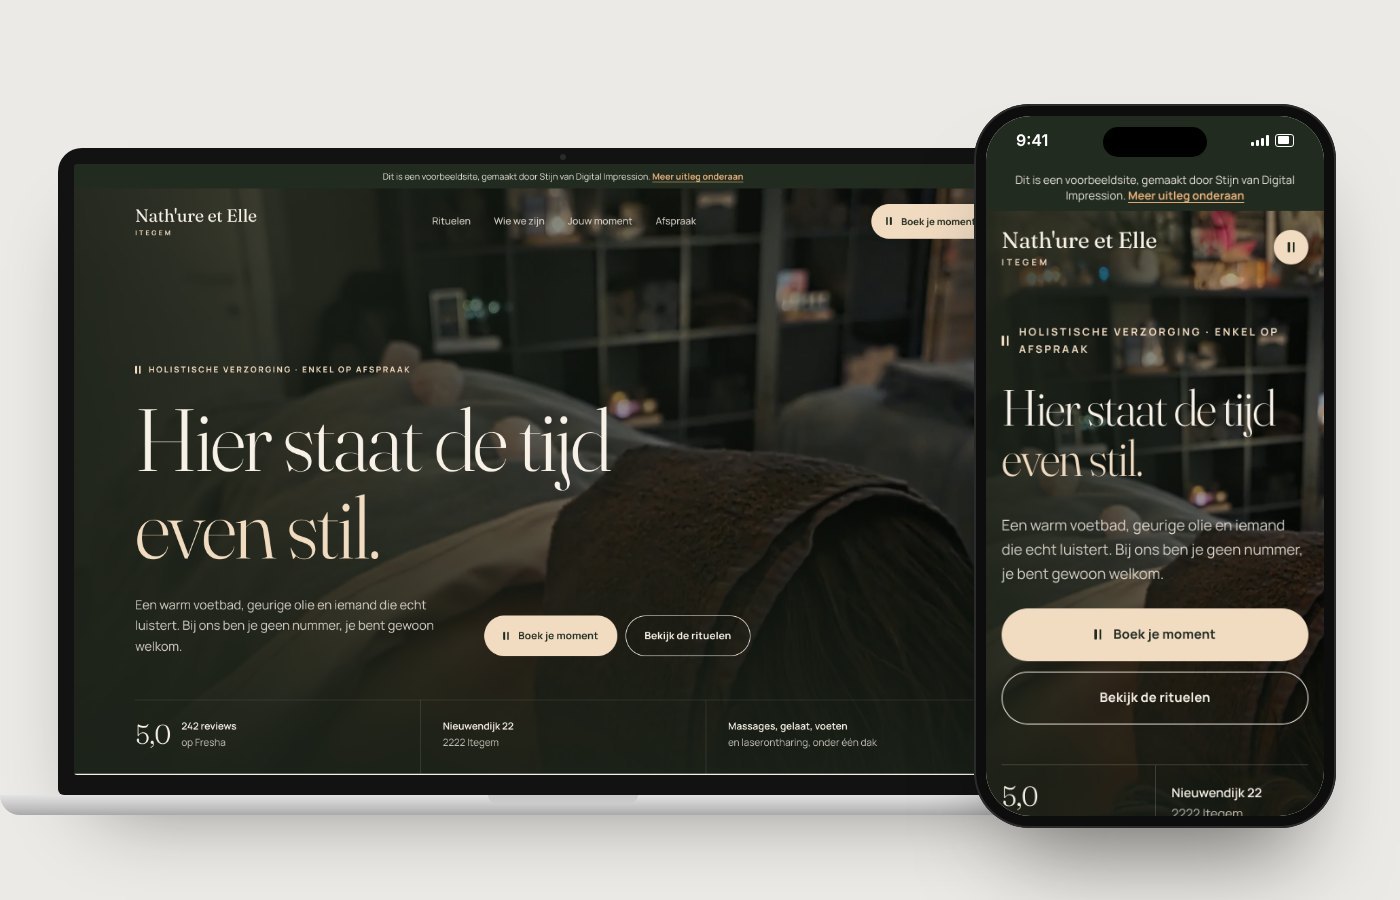 Dit is een voorbeeldsite, gemaakt door Stijn van Digital Impression. Meer uitleg onderaan
Nath'ure et Elle
ITEGEM
Rituelen
Wie we zijn
Jouw moment
Afspraak
Boek je moment
HOLISTISCHE VERZORGING · ENKEL OP AFSPRAAK
Hier staat de tijd
even stil.
Een warm voetbad, geurige olie en iemand die echt
luistert. Bij ons ben je geen nummer, je bent gewoon
welkom.
Boek je moment
Bekijk de rituelen
5,0
242 reviews
op Fresha
Nieuwendijk 22
2222 Itegem
Massages, gelaat, voeten
en laserontharing, onder één dak
9:41
Dit is een voorbeeldsite, gemaakt door Stijn van Digital
Impression. Meer uitleg onderaan
Nath'ure et Elle
ITEGEM
HOLISTISCHE VERZORGING · ENKEL OP
AFSPRAAK
Hier staat de tijd
even stil.
Een warm voetbad, geurige olie en iemand
die echt luistert. Bij ons ben je geen nummer,
je bent gewoon welkom.
Boek je moment
Bekijk de rituelen
5,0
Nieuwendijk 22
2222 Itegem